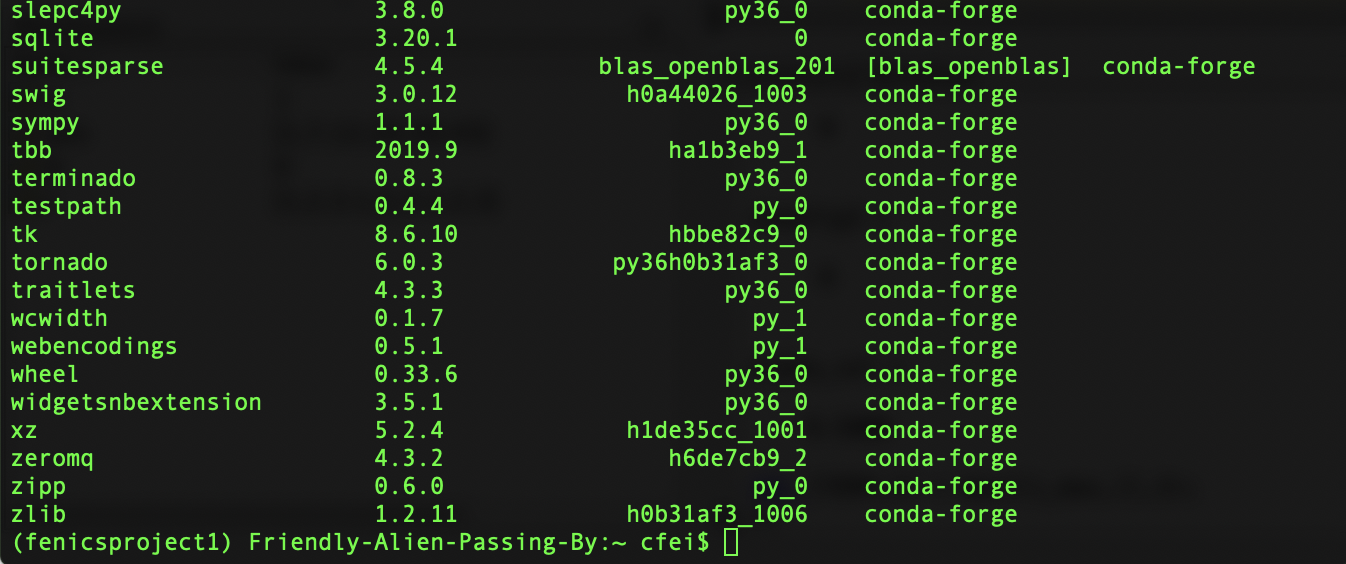 slepc4py 3.8.0 py36_0 conda-forge
sqlite 3.20.1 0 conda-forge
suitesparse 4.5.4 blas_openblas_201 [blas_openblas] conda-forge
swig 3.0.12 h0a44026_1003 conda-forge
sympy 1.1.1 py36_0 conda-forge
tbb 2019.9 ha1b3eb9_1 conda-forge
terminado 0.8.3 py36_0 conda-forge
testpath 0.4.4 py_0 conda-forge
tk 8.6.10 hbbe82c9_0 conda-forge
tornado 6.0.3 py36h0b31af3_0 conda-forge
traitlets 4.3.3 py36_0 conda-forge
wcwidth 0.1.7 py_1 conda-forge
webencodings 0.5.1 py_1 conda-forge
wheel 0.33.6 py36_0 conda-forge
widgetsnbextension 3.5.1 py36_0 conda-forge
xz 5.2.4 h1de35cc_1001 conda-forge
zeromq 4.3.2 h6de7cb9_2 conda-forge
zipp 0.6.0 py_0 conda-forge
zlib 1.2.11 h0b31af3_1006 conda-forge
(fenicsproject1) Friendly-Alien-Passing-By:~ cfei$